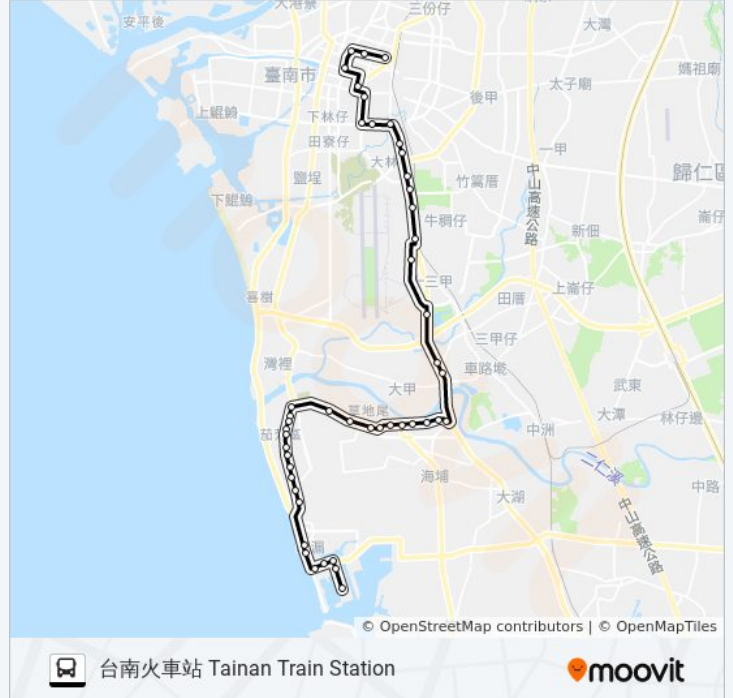 大港寮
三份仔
安平後
大灣
臺南市
媽祖廟
太子廟
後甲
上鯤鯓
下林仔
田寮仔
一甲
大林
歸仁區
鹽埕
竹篙厝
中山高速公路
下鯤鯓
牛稠仔
崙仔
新佃
三甲
上崙仔
喜樹
田厝
三甲仔
灣裡
車路墘
大甲
武東
草地尾
大潭
林仔邊
中洲
二仁溪
海埔
中路
大湖
中山高速公路
© OpenStreetMap contributors | © OpenMapTiles
台南火車站 Tainan Train Station
moovit